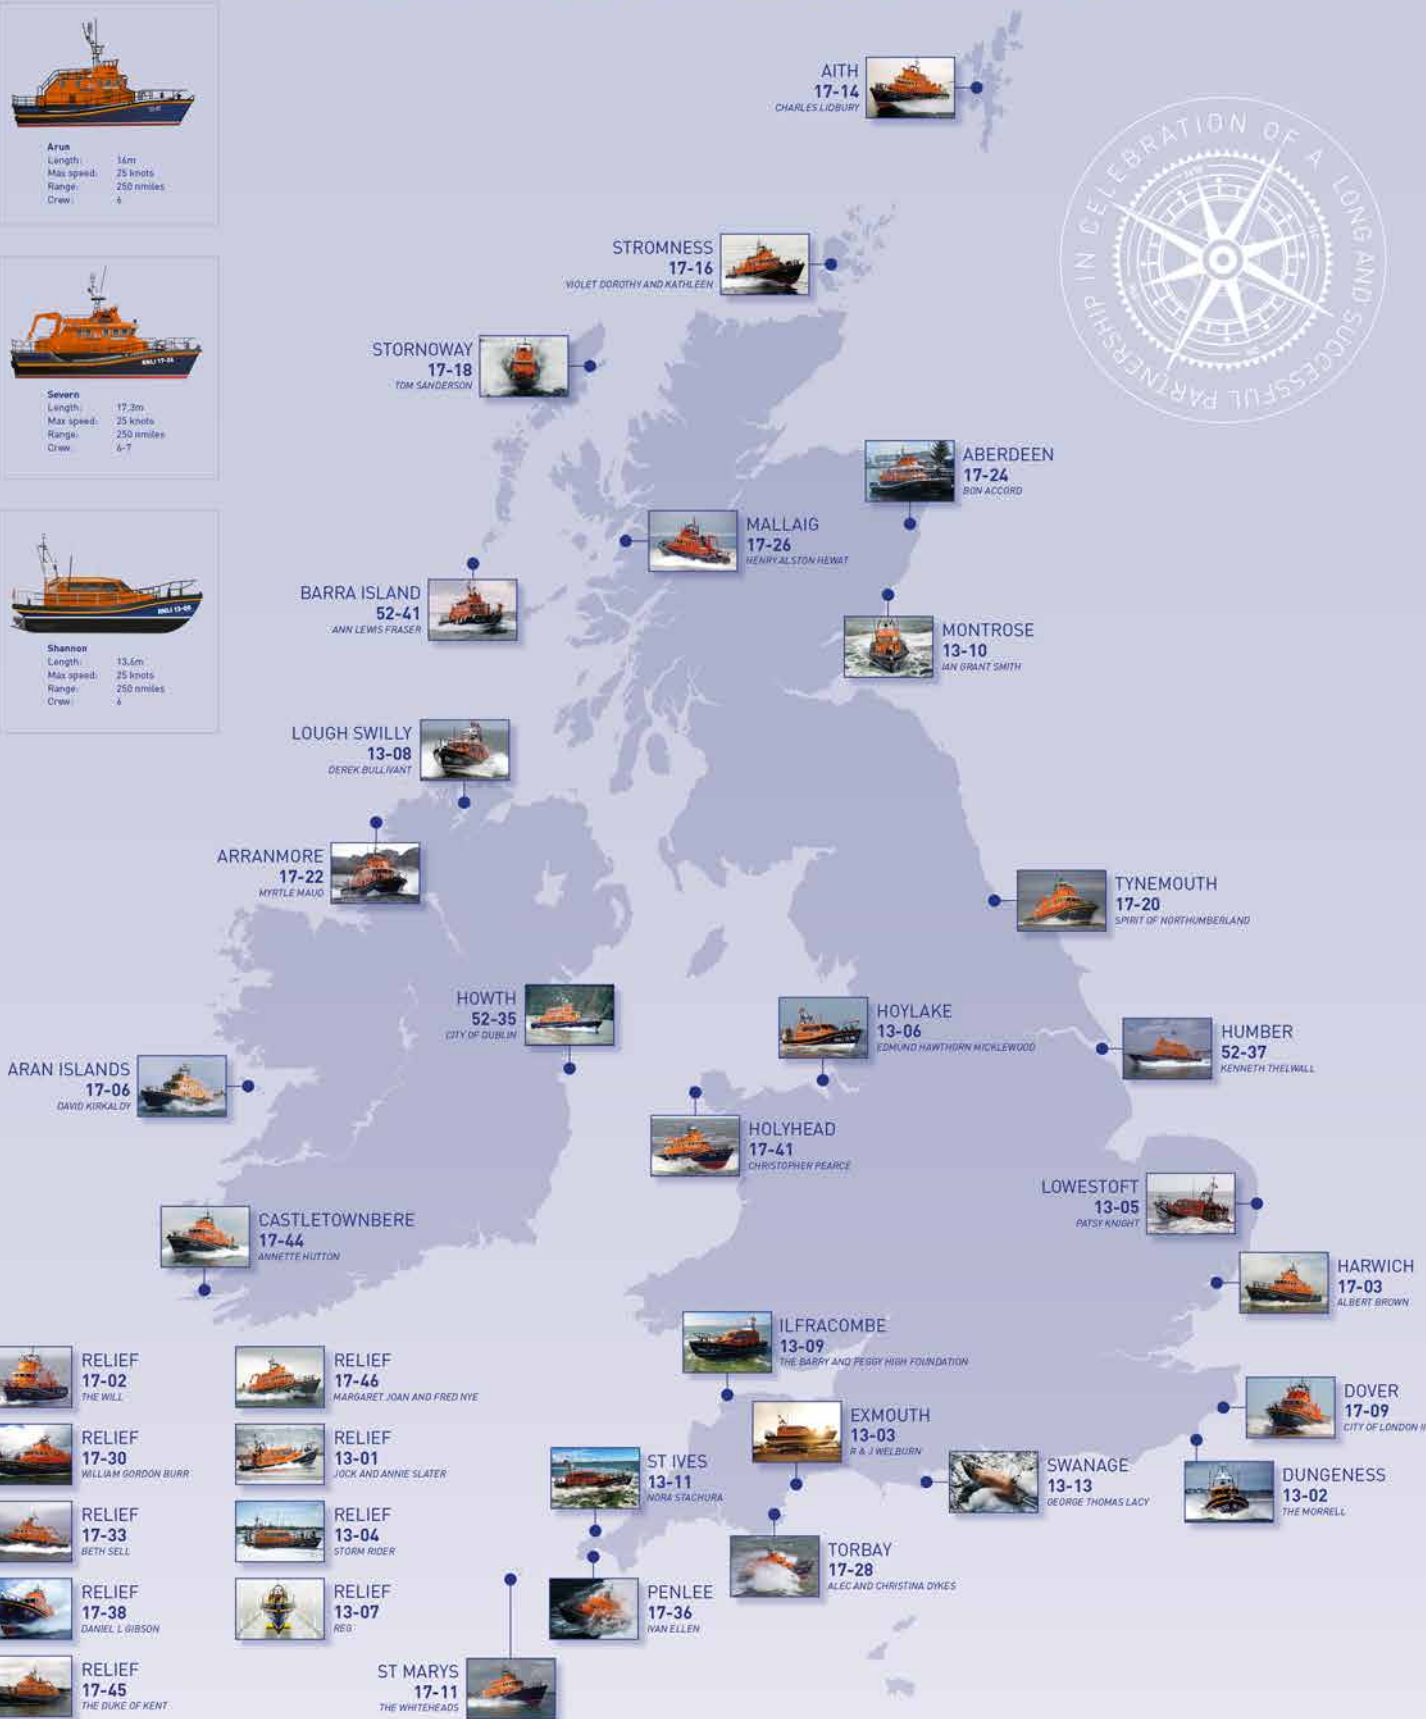 Arun
Length: 16m
Max speed: 25 knots
Range: 250 nmiles
Crew: 6
RNLI 17-24
Severn
Length: 17,3m
Max speed: 25 knots
Range: 250 nmiles
Crew: 6-7
RNLI 13-05
Shannon
Length: 13,6m
Max speed: 25 knots
Range: 250 nmiles
Crew: 6
IN CELEBRATION OF A LONG AND SUCCESSFUL PARTNERSHIP
AITH
17-14
CHARLES LIDBURY
STROMNESS
17-16
VIOLET DOROTHY AND KATHLEEN
STORNOWAY
17-18
TOM SANDERSON
ABERDEEN
17-24
BON ACCORD
MALLAIG
17-26
HENRY ALSTON HEWAT
BARRA ISLAND
52-41
ANN LEWIS FRASER
MONTROSE
13-10
IAN GRANT SMITH
LOUGH SWILLY
13-08
DEREK BULLIVANT
ARRANMORE
17-22
MYRTLE MAUD
TYNEMOUTH
17-20
SPIRIT OF NORTHUMBERLAND
HOWTH
52-35
CITY OF DUBLIN
HOYLAKE
13-06
EDMUND HAWTHORN MICKLEWOOD
HUMBER
52-37
KENNETH THELWALL
ARAN ISLANDS
17-06
DAVID KIRKALDY
HOLYHEAD
17-41
CHRISTOPHER PEARCE
LOWESTOFT
13-05
PATSY KNIGHT
CASTLETOWNBERE
17-44
ANNETTE HUTTON
HARWICH
17-03
ALBERT BROWN
ILFRACOMBE
13-09
THE BARRY AND PEGGY HIGH FOUNDATION
DOVER
17-09
CITY OF LONDON II
EXMOUTH
13-03
R & J WELBURN
ST IVES
13-11
NORA STACHURA
SWANAGE
13-13
GEORGE THOMAS LACY
DUNGENESS
13-02
THE MORRELL
TORBAY
17-28
ALEC AND CHRISTINA DYKES
PENLEE
17-36
IVAN ELLEN
ST MARYS
17-11
THE WHITEHEADS
RELIEF
17-02
THE WILL
RELIEF
17-30
WILLIAM GORDON BURR
RELIEF
17-33
BETH SELL
RELIEF
17-38
DANIEL L GIBSON
RELIEF
17-45
THE DUKE OF KENT
RELIEF
17-46
MARGARET JOAN AND FRED NYE
RELIEF
13-01
JOCK AND ANNIE SLATER
RELIEF
13-04
STORM RIDER
RELIEF
13-07
REG